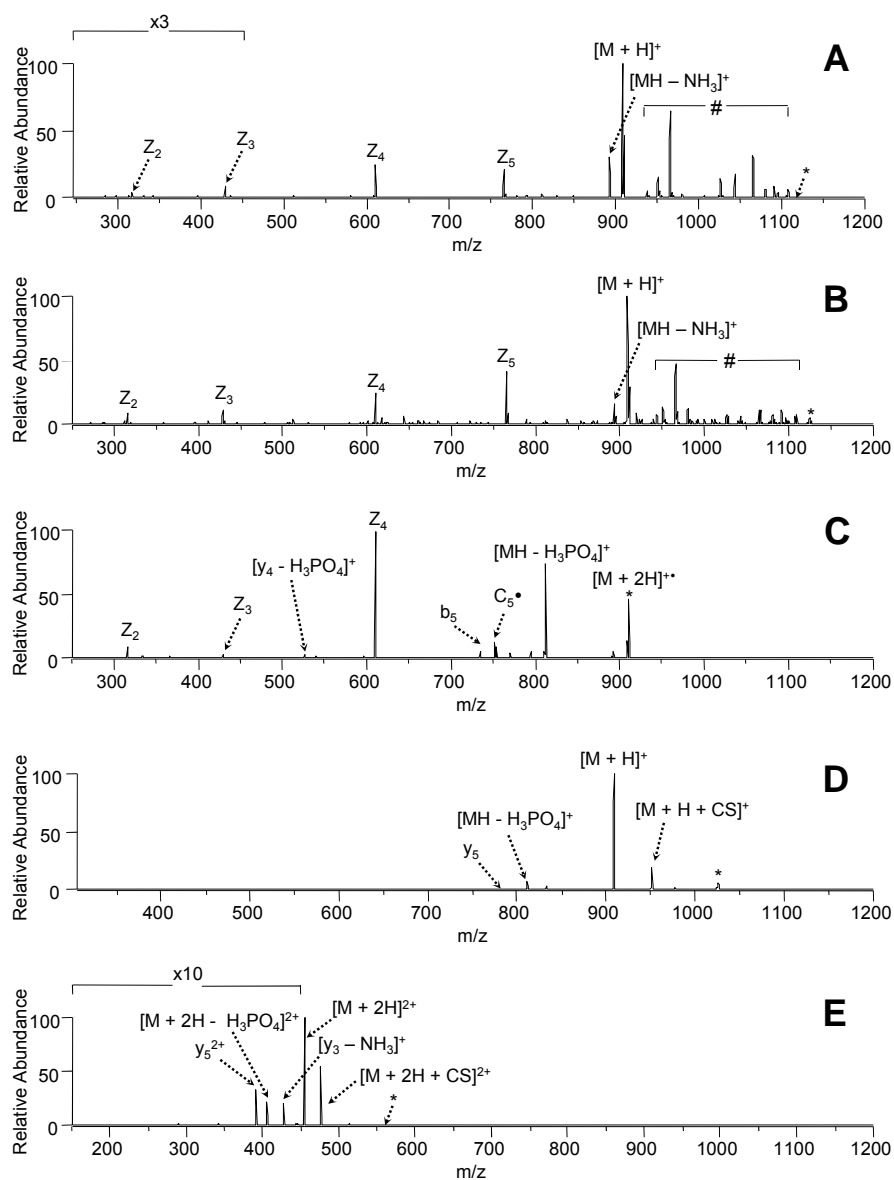 x3
A
[M + H]⁺
[MH – NH₃]⁺
#
Z₂
Z₃
Z₄
Z₅
*
Relative Abundance
100
50
0
300 400 500 600 700 800 900 1000 1100 1200
m/z
B
[M + H]⁺
[MH – NH₃]⁺
#
Z₂
Z₃
Z₄
Z₅
*
Relative Abundance
100
50
0
300 400 500 600 700 800 900 1000 1100 1200
m/z
C
Z₄
[y₄ - H₃PO₄]⁺
[MH - H₃PO₄]⁺
[M + 2H]⁺•
*
Z₂
Z₃
b₅
C₅•
Relative Abundance
100
50
0
300 400 500 600 700 800 900 1000 1100 1200
m/z
D
[M + H]⁺
[MH - H₃PO₄]⁺
[M + H + CS]⁺
y₅
*
Relative Abundance
100
50
0
400 500 600 700 800 900 1000 1100 1200
m/z
x10
E
[M + 2H - H₃PO₄]²⁺
[M + 2H]²⁺
y₅²⁺
[y₃ – NH₃]⁺
[M + 2H + CS]²⁺
*
Relative Abundance
100
50
0
200 300 400 500 600 700 800 900 1000 1100 1200
m/z